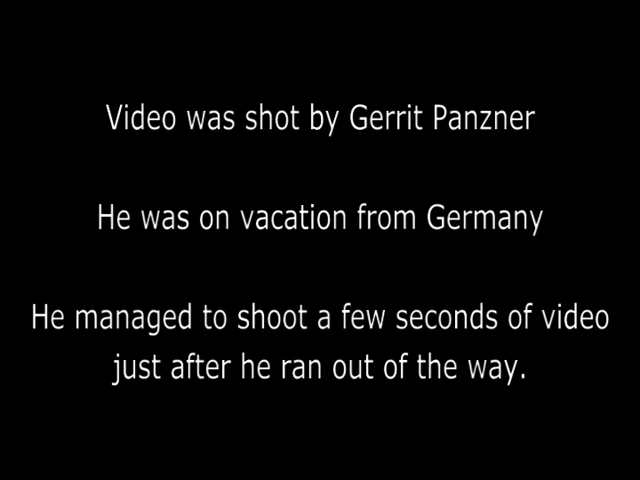 Video was shot by Gerrit Panzner
He was on vacation from Germany
He managed to shoot a few seconds of video
just after he ran out of the way.